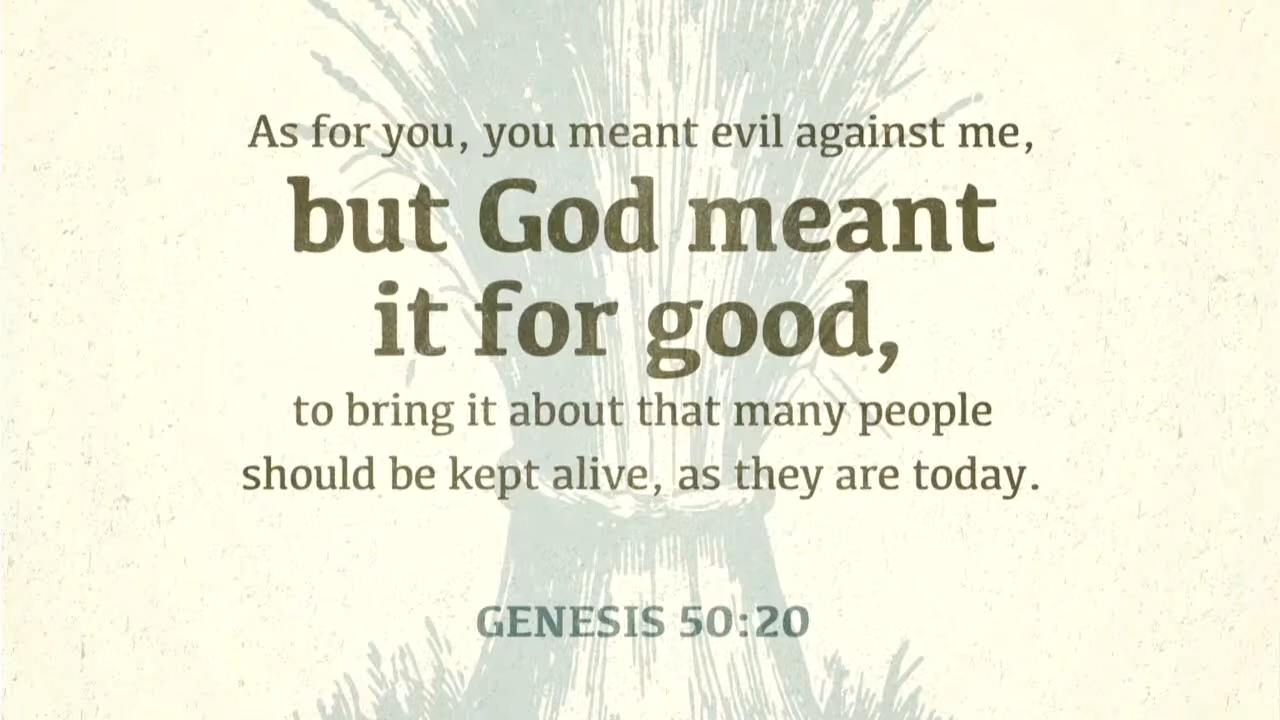 As for you, you meant evil against me,
but God meant
it for good,
to bring it about that many people
should be kept alive, as they are today.
GENESIS 50:20